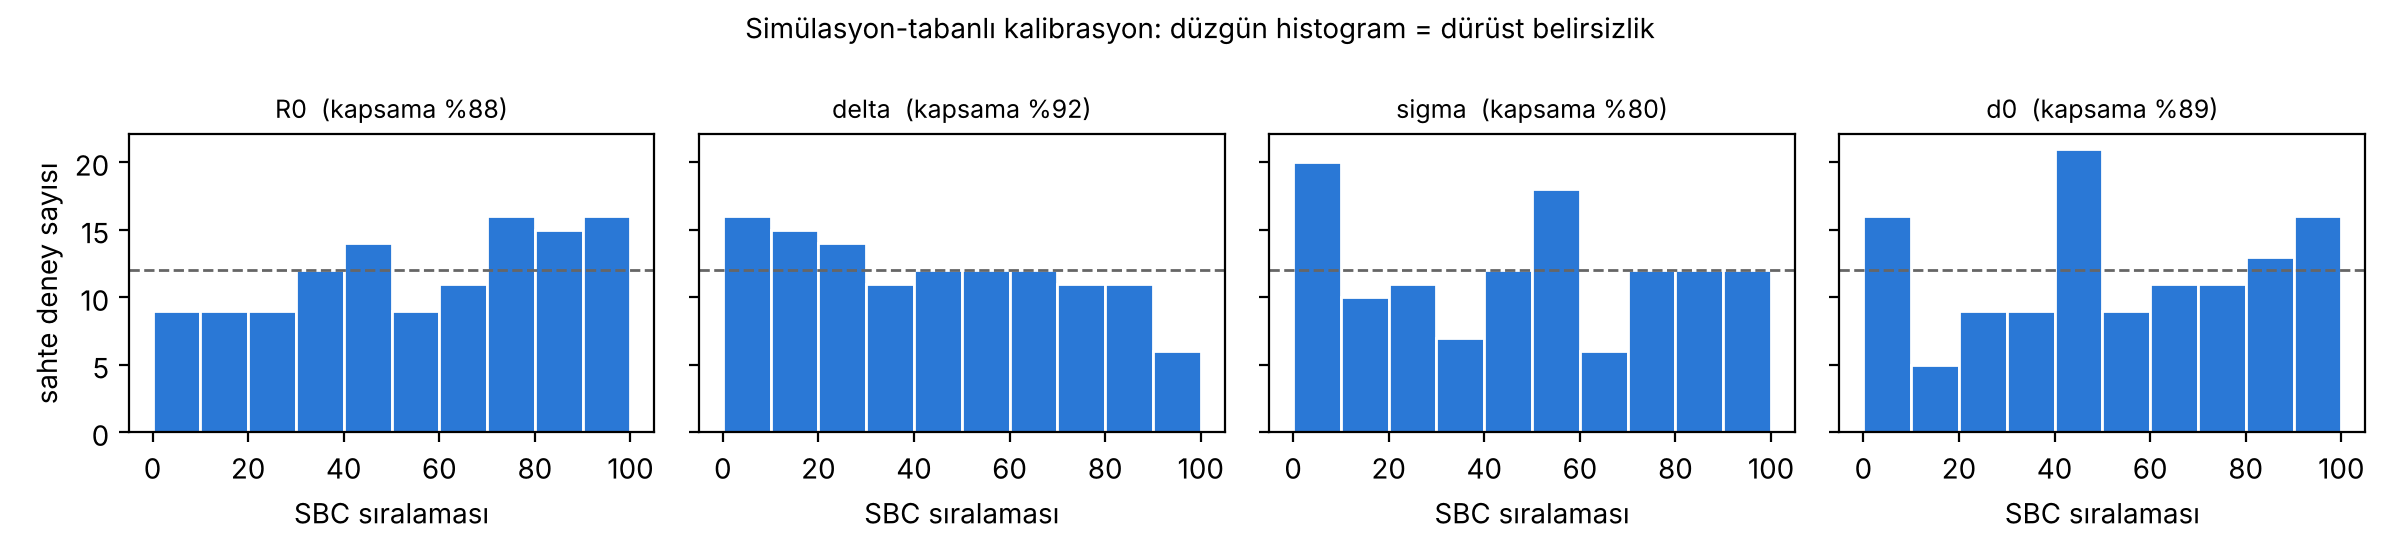 Simülasyon-tabanlı kalibrasyon: düzgün histogram = dürüst belirsizlik
R0 (kapsama %88)
delta (kapsama %92)
sigma (kapsama %80)
d0 (kapsama %89)
sahte deney sayısı
20
15
10
5
0
0 20 40 60 80 100
0 20 40 60 80 100
0 20 40 60 80 100
0 20 40 60 80 100
SBC sıralaması
SBC sıralaması
SBC sıralaması
SBC sıralaması